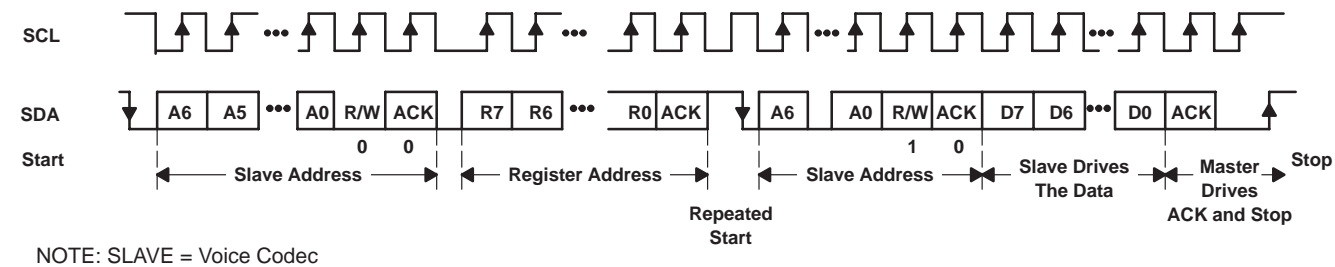 SCL
SDA A6 A5 ••• A0 R/W ACK R7 R6 ••• R0 ACK A6 A0 R/W ACK D7 D6 ••• D0 ACK
0 0 1 0
Start Slave Address Register Address Slave Address Slave Drives The Data Master Drives ACK and Stop Stop
Repeated
Start
NOTE: SLAVE = Voice Codec